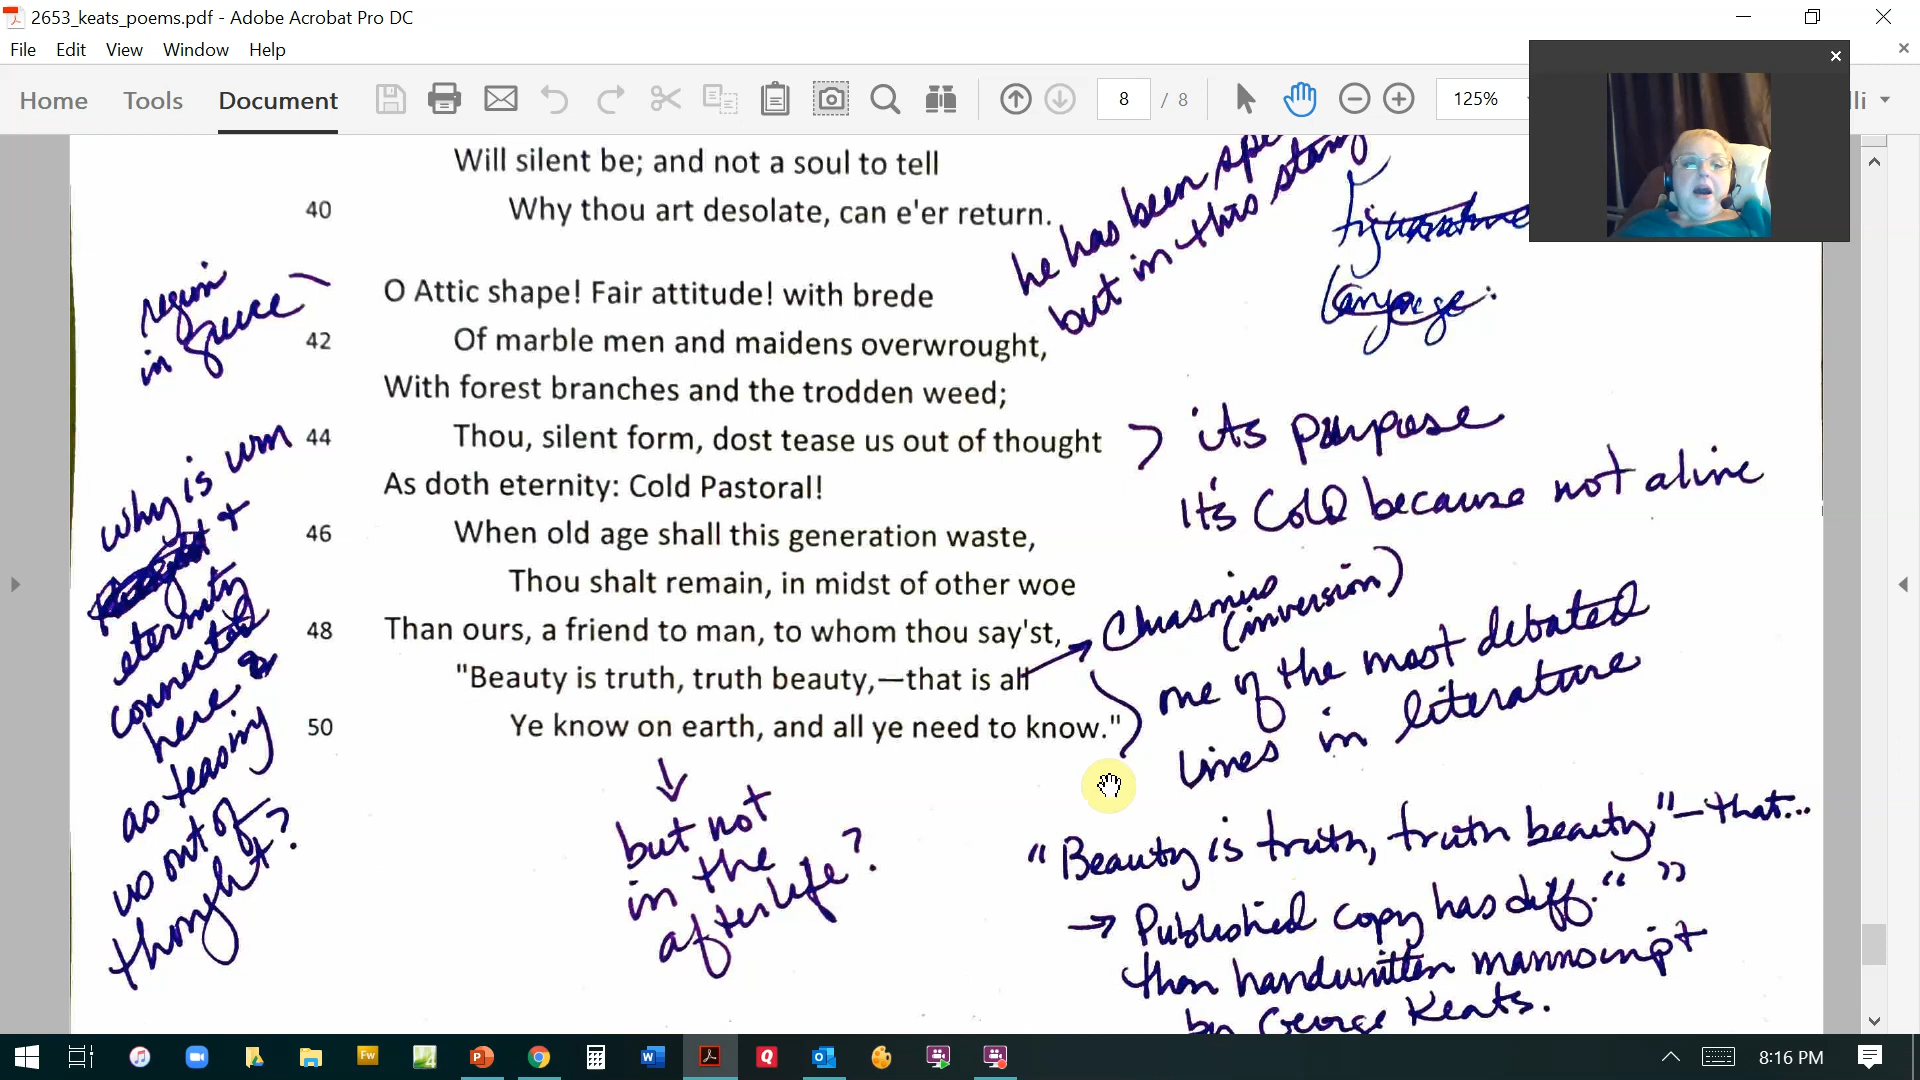 2653_keats_poems.pdf - Adobe Acrobat Pro DC
File Edit View Window Help
Home Tools Document 8 / 8 125% lli
Will silent be; and not a soul to tell
40 Why thou art desolate, can e'er return.
he has been spe
but in this stanz
figurative
language.
region
in Greece
O Attic shape! Fair attitude! with brede
42 Of marble men and maidens overwrought,
With forest branches and the trodden weed;
44 Thou, silent form, dost tease us out of thought
As doth eternity: Cold Pastoral!
46 When old age shall this generation waste,
Thou shalt remain, in midst of other woe
48 Than ours, a friend to man, to whom thou say'st,
"Beauty is truth, truth beauty,—that is all
50 Ye know on earth, and all ye need to know."
why is urn
+
eternity
connected
here &
as teasing
us out of
thought?
its purpose
It's Cold because not alive
Chiasmus
(inversion)
one of the most debated
lines in literature
but not
in the
afterlife?
"Beauty is truth, truth beauty,"—that...
→ Published copy has diff. " "
than handwritten mannscript
by George Keats.
8:16 PM